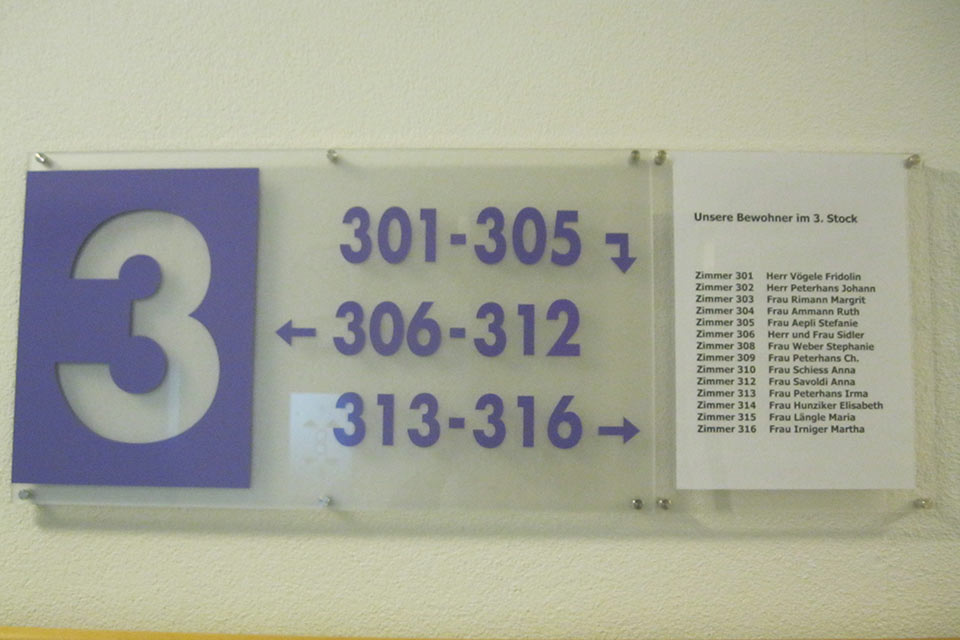 3
301-305
306-312
313-316
Unsere Bewohner im 3. Stock
Zimmer 301 Herr Vögele Fridolin
Zimmer 302 Herr Peterhans Johann
Zimmer 303 Frau Rimann Margrit
Zimmer 304 Frau Ammann Ruth
Zimmer 305 Frau Aepli Stefanie
Zimmer 306 Herr und Frau Sidler
Zimmer 308 Frau Weber Stephanie
Zimmer 309 Frau Peterhans Ch.
Zimmer 310 Frau Schiess Anna
Zimmer 312 Frau Savoldi Anna
Zimmer 313 Frau Peterhans Irma
Zimmer 314 Frau Hunziker Elisabeth
Zimmer 315 Frau Längle Maria
Zimmer 316 Frau Irniger Martha